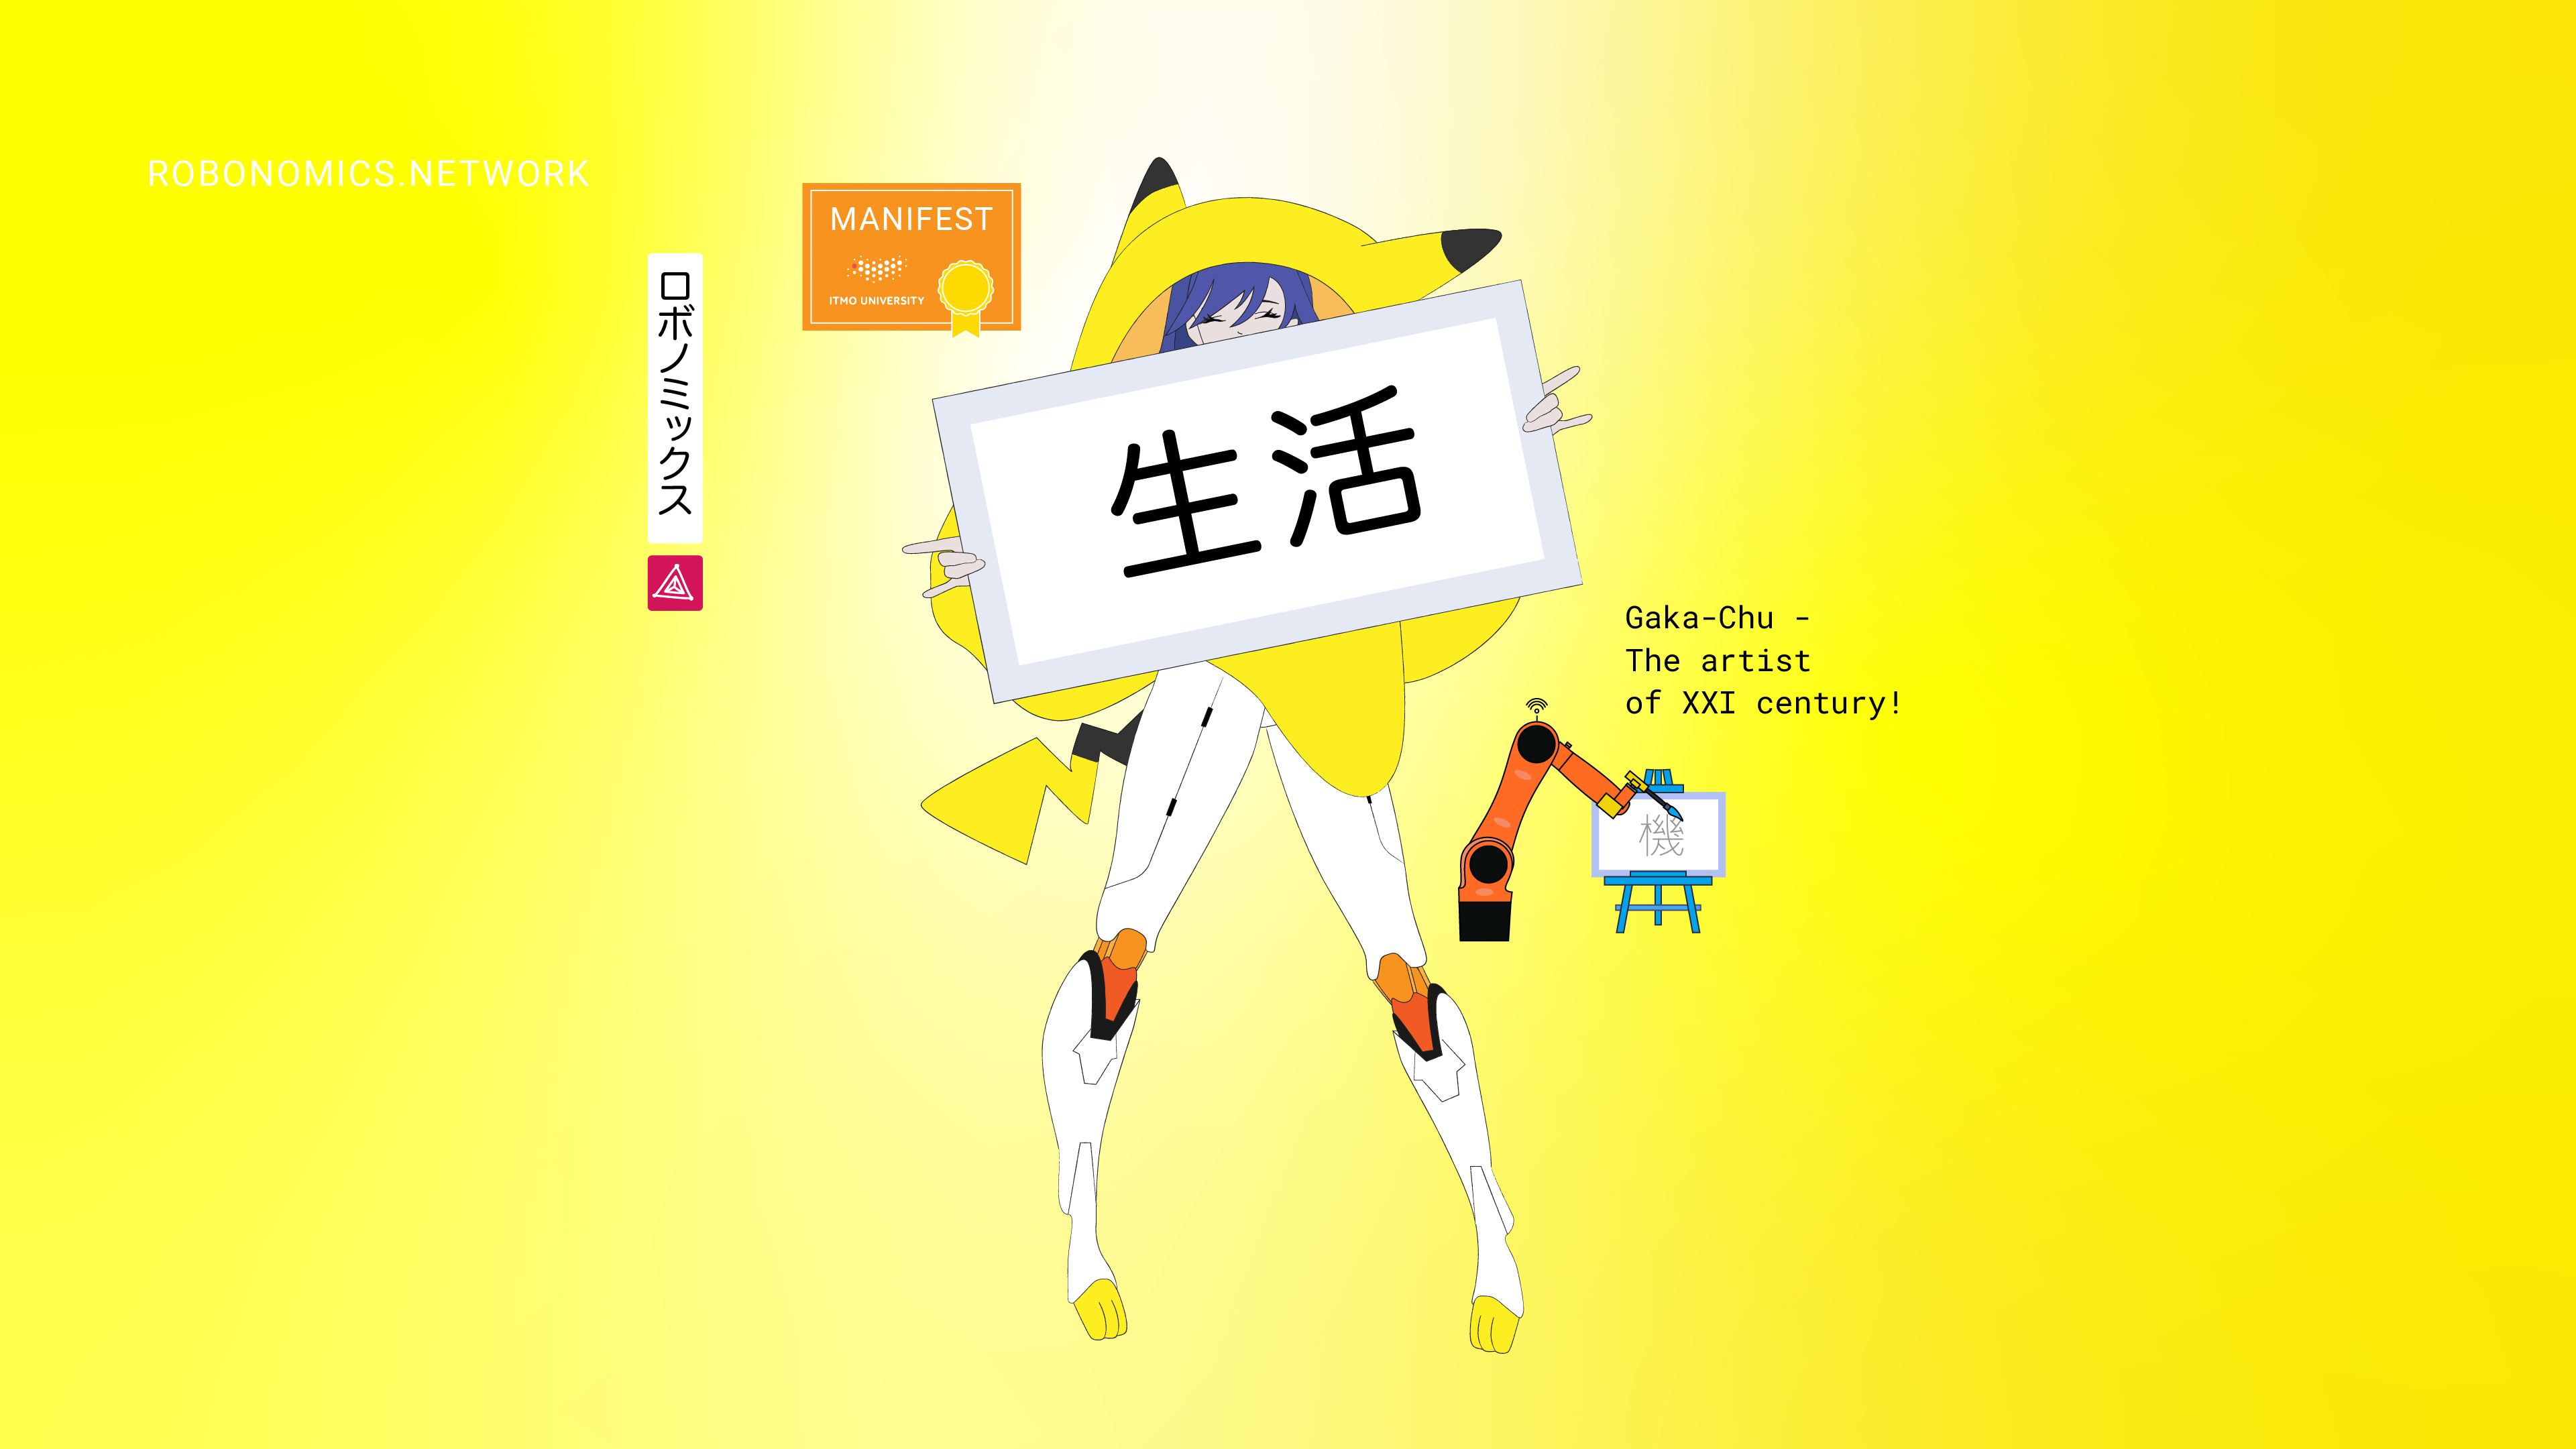 ROBONOMICS.NETWORK
MANIFEST
ITMO UNIVERSITY
ロボノミックス
生活
Gaka-Chu -
The artist
of XXI century!
機